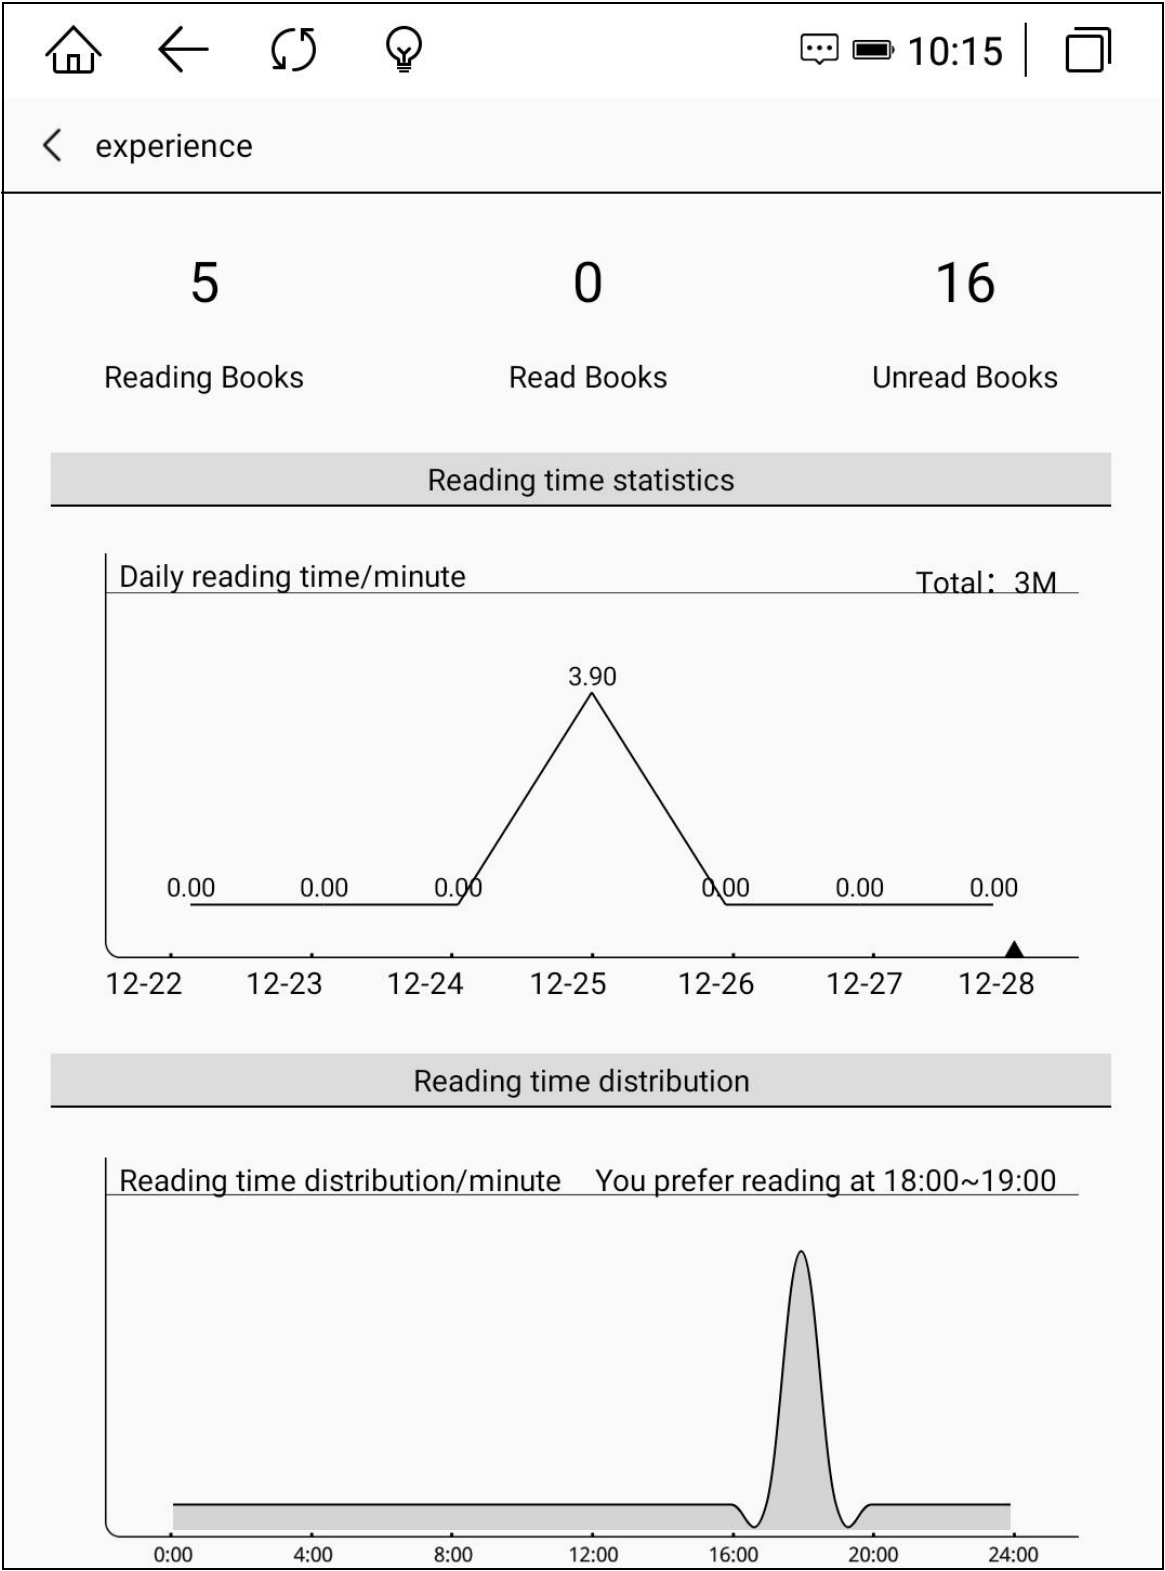 10:15
experience
5 0 16
Reading Books Read Books Unread Books
Reading time statistics
Daily reading time/minute Total：3M
3.90
0.00 0.00 0.00 0.00 0.00 0.00
12-22 12-23 12-24 12-25 12-26 12-27 12-28
Reading time distribution
Reading time distribution/minute You prefer reading at 18:00~19:00
0:00 4:00 8:00 12:00 16:00 20:00 24:00